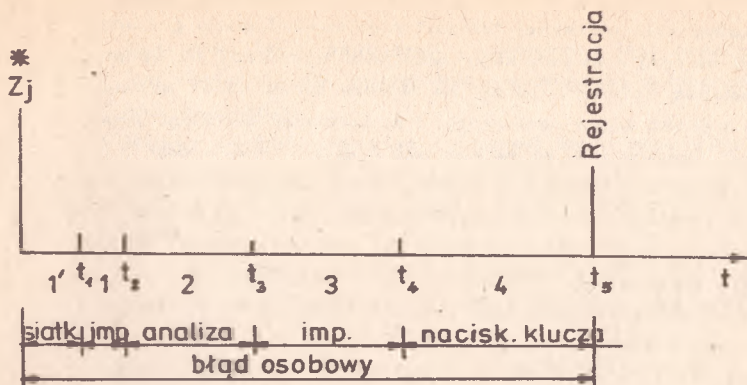 *
Zj
Rejestracja
1' t₁ 1 t₂ 2 t₃ 3 t₄ 4 t₅ t
siatk. imp. analiza imp. nacisk. klucza
błąd osobowy